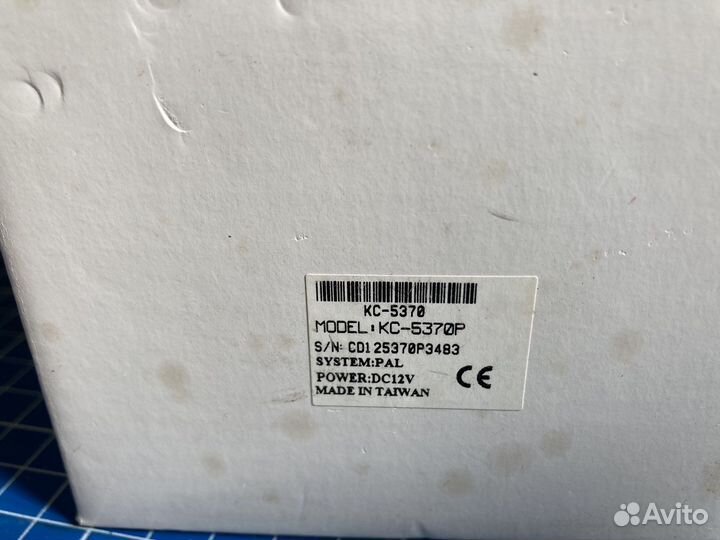 KC-5370
MODEL:KC-5370P
S/N: CD125370P3483
SYSTEM:PAL
POWER:DC12V
CE
MADE IN TAIWAN
Avito